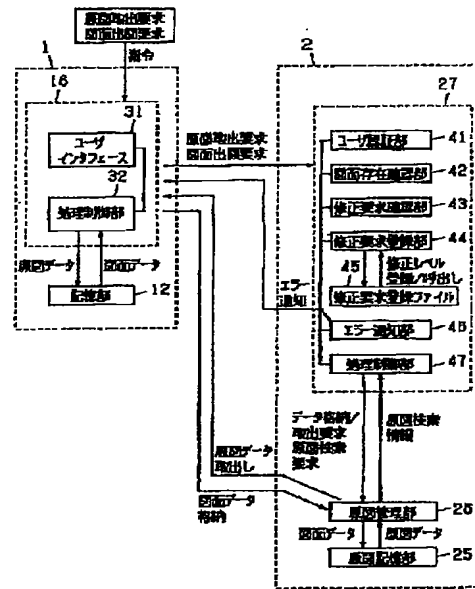 原図取出要求
図面出図要求
指令
1
16
31
ユーザ
インタフェース
32
処理制御部
原図データ
図面データ
記憶部
12
原図取出要求
図面出図要求
エラー
通知
原図データ
取出し
図面データ
格納
2
27
ユーザ認証部
41
図面存在確認部
42
修正要求確認部
43
修正要求登録部
44
45
修正レベル
登録/呼出し
修正要求登録ファイル
エラー通知部
46
処理制御部
47
データ格納/
取出要求
原図検索
要求
原図検索
情報
原図管理部
26
図面データ
原図データ
原図記憶部
25